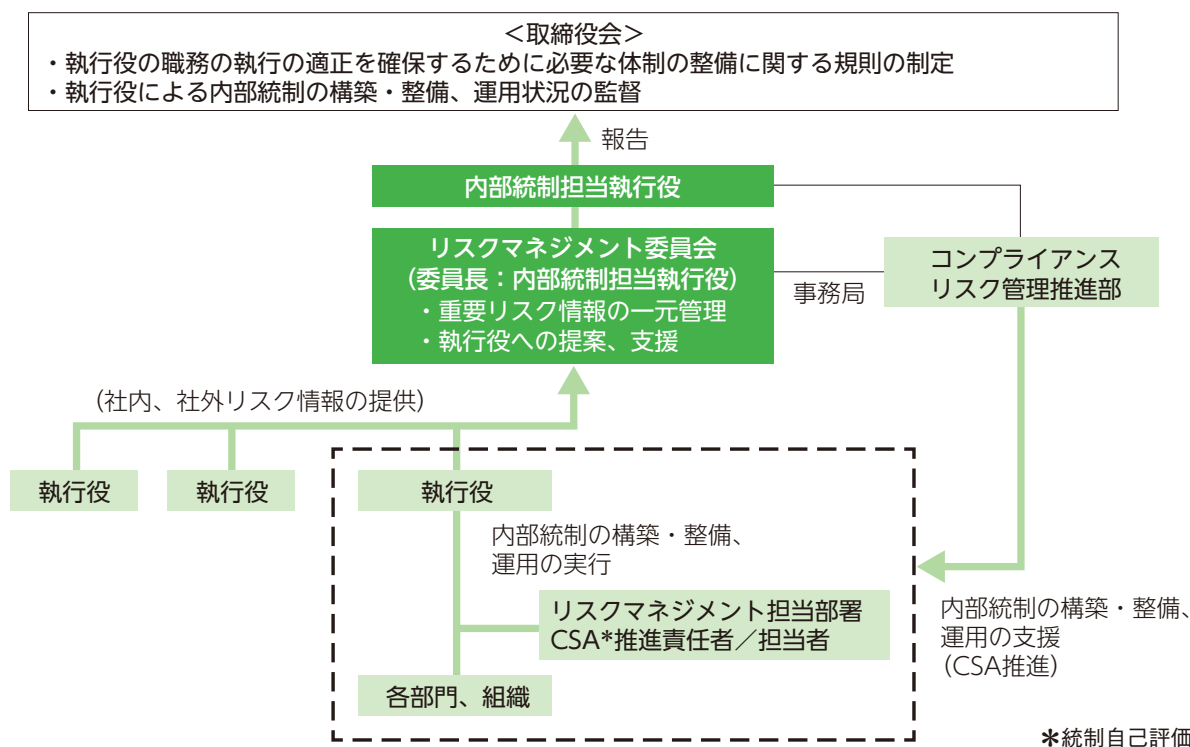 ＜取締役会＞
・執行役の職務の執行の適正を確保するために必要な体制の整備に関する規則の制定
・執行役による内部統制の構築・整備、運用状況の監督
報告
内部統制担当執行役
リスクマネジメント委員会
(委員長：内部統制担当執行役)
・重要リスク情報の一元管理
・執行役への提案、支援
事務局
コンプライアンス
リスク管理推進部
(社内、社外リスク情報の提供)
執行役
執行役
執行役
内部統制の構築・整備、
運用の実行
リスクマネジメント担当部署
CSA*推進責任者／担当者
各部門、組織
内部統制の構築・整備、
運用の支援
(CSA推進)
＊統制自己評価